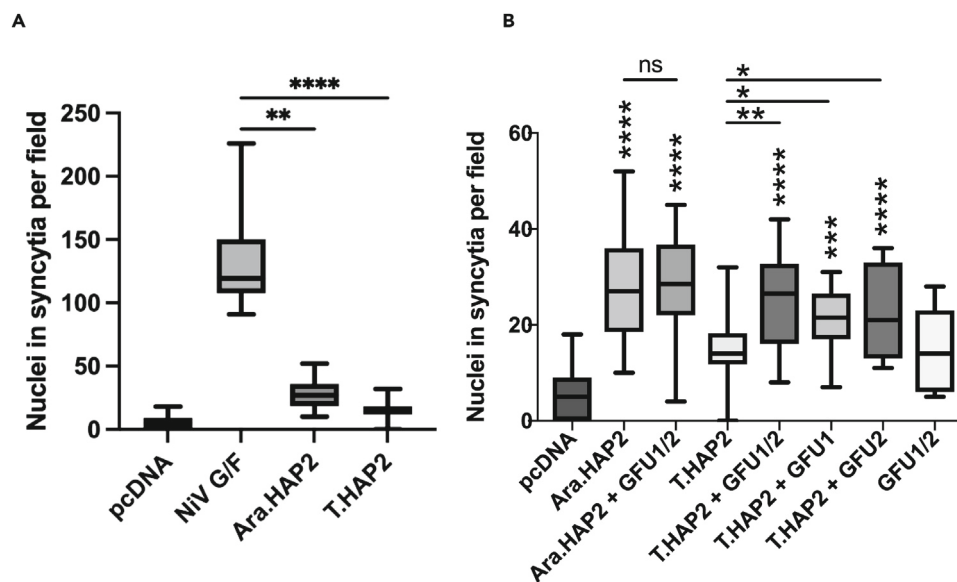 A
Nuclei in syncytia per field
250
200
150
100
50
0
****
**
pcDNA
NiV G/F
Ara.HAP2
T.HAP2
B
Nuclei in syncytia per field
60
40
20
0
ns
*
*
**
****
****
****
***
****
pcDNA
Ara.HAP2
Ara.HAP2 + GFU1/2
T.HAP2
T.HAP2 + GFU1/2
T.HAP2 + GFU1
T.HAP2 + GFU2
GFU1/2